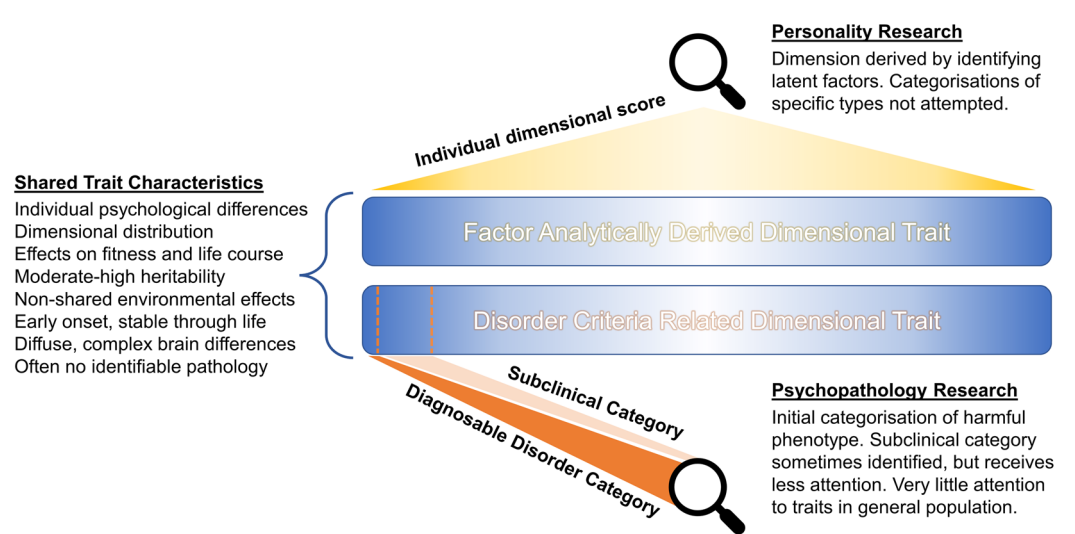 Personality Research
Dimension derived by identifying
latent factors. Categorisations of
specific types not attempted.
Individual dimensional score
Shared Trait Characteristics
Individual psychological differences
Dimensional distribution
Effects on fitness and life course
Moderate-high heritability
Non-shared environmental effects
Early onset, stable through life
Diffuse, complex brain differences
Often no identifiable pathology
Factor Analytically Derived Dimensional Trait
Disorder Criteria Related Dimensional Trait
Subclinical Category
Diagnosable Disorder Category
Psychopathology Research
Initial categorisation of harmful
phenotype. Subclinical category
sometimes identified, but receives
less attention. Very little attention
to traits in general population.